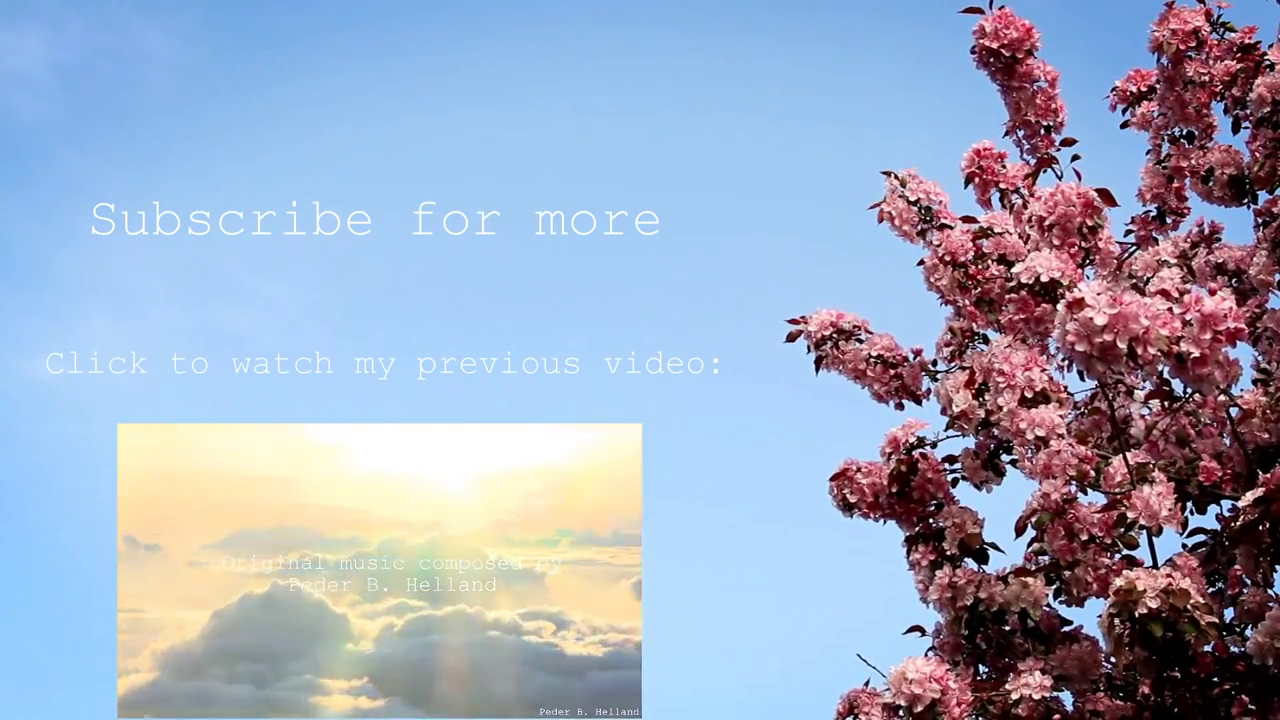 Subscribe for more
Click to watch my previous video:
Original music composed by
Peder B. Helland
Peder B. Helland